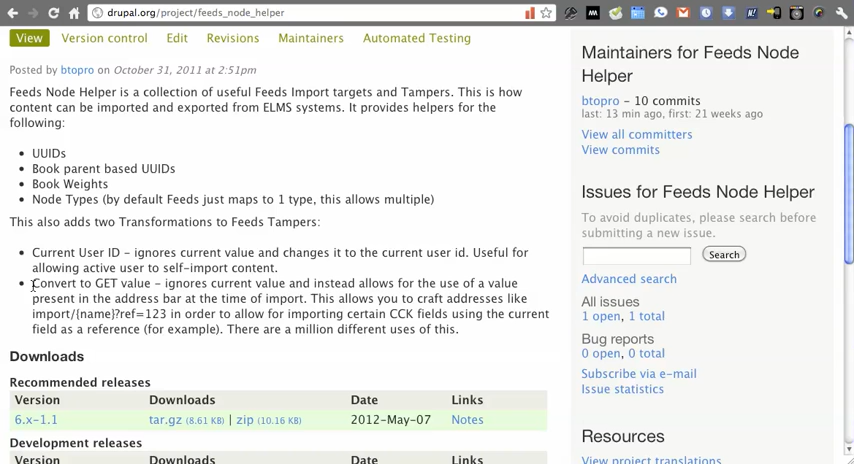 drupal.org/project/feeds_node_helper
View Version control Edit Revisions Maintainers Automated Testing
Posted by btopro on October 31, 2011 at 2:51pm
Feeds Node Helper is a collection of useful Feeds Import targets and Tampers. This is how
content can be imported and exported from ELMS systems. It provides helpers for the
following:
UUIDs
Book parent based UUIDs
Book Weights
Node Types (by default Feeds just maps to 1 type, this allows multiple)
This also adds two Transformations to Feeds Tampers:
Current User ID - ignores current value and changes it to the current user id. Useful for
allowing active user to self-import content.
Convert to GET value - ignores current value and instead allows for the use of a value
present in the address bar at the time of import. This allows you to craft addresses like
import/{name}?ref=123 in order to allow for importing certain CCK fields using the current
field as a reference (for example). There are a million different uses of this.
Downloads
Recommended releases
Version Downloads Date Links
6.x-1.1 tar.gz (8.61 KB) | zip (10.16 KB) 2012-May-07 Notes
Development releases
Version Downloads Date Links
Maintainers for Feeds Node
Helper
btopro - 10 commits
last: 13 min ago, first: 21 weeks ago
View all committers
View commits
Issues for Feeds Node Helper
To avoid duplicates, please search before
submitting a new issue.
Search
Advanced search
All issues
1 open, 1 total
Bug reports
0 open, 0 total
Subscribe via e-mail
Issue statistics
Resources
View project translations